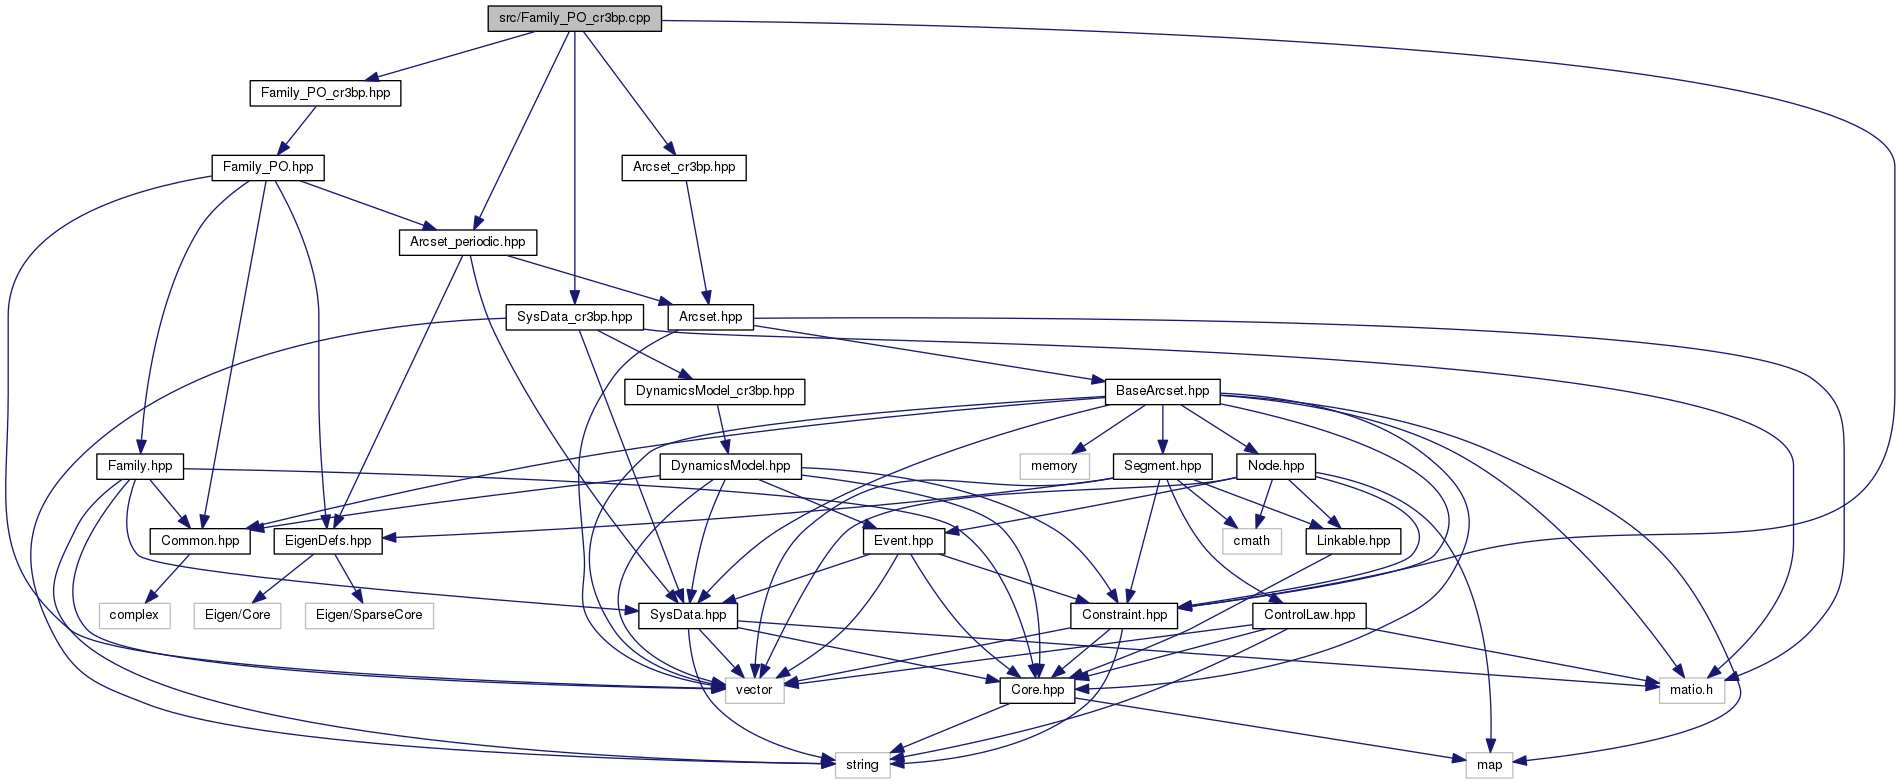 src/Family_PO_cr3bp.cpp
Family_PO_cr3bp.hpp
Family_PO.hpp
Arcset_cr3bp.hpp
Arcset_periodic.hpp
SysData_cr3bp.hpp
Arcset.hpp
DynamicsModel_cr3bp.hpp
BaseArcset.hpp
Family.hpp
DynamicsModel.hpp
memory
Segment.hpp
Node.hpp
Common.hpp
EigenDefs.hpp
Event.hpp
cmath
Linkable.hpp
complex
Eigen/Core
Eigen/SparseCore
SysData.hpp
Constraint.hpp
ControlLaw.hpp
vector
Core.hpp
matio.h
string
map